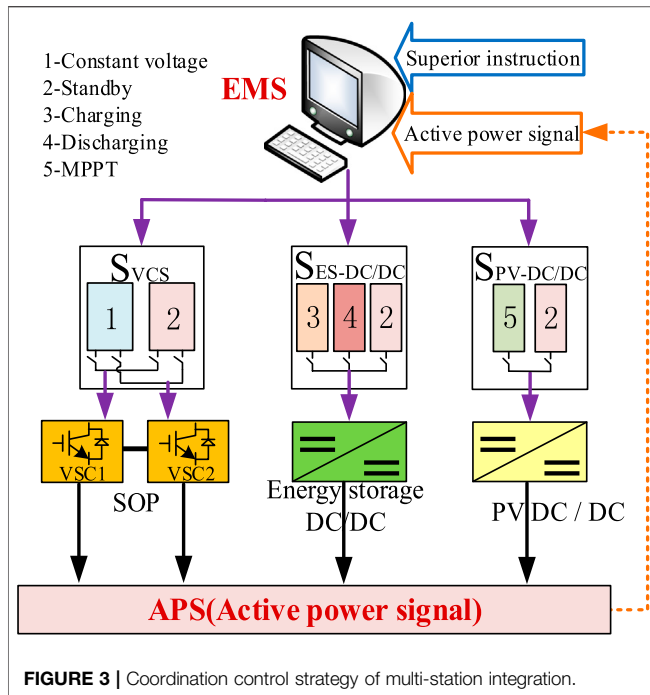 1-Constant voltage
2-Standby
3-Charging
4-Discharging
5-MPPT
EMS
Superior instruction
Active power signal
SVCS
SES-DC/DC
SPV-DC/DC
1
2
3
4
2
5
2
VSC1
VSC2
SOP
Energy storage
DC/DC
PV DC / DC
APS(Active power signal)
FIGURE 3 | Coordination control strategy of multi-station integration.